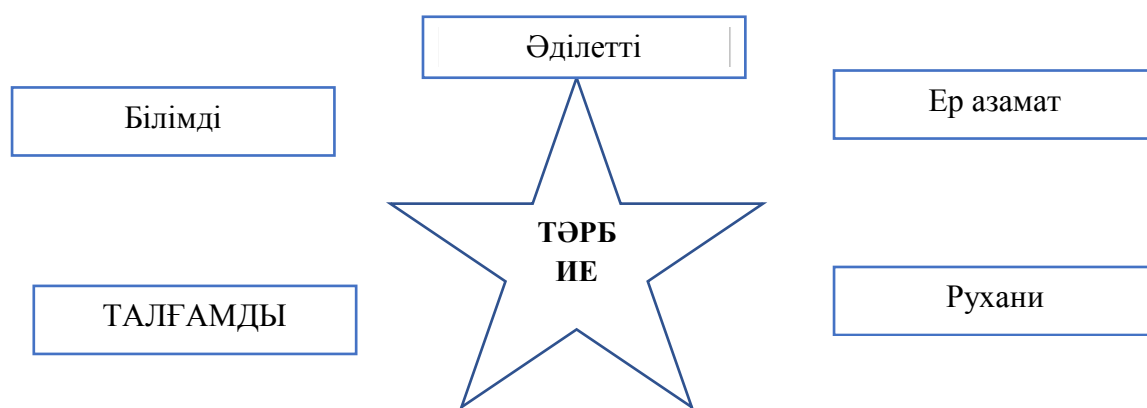 Әділетті
Білімді
Ер азамат
ТӘРБ
ИЕ
ТАЛҒАМДЫ
Рухани